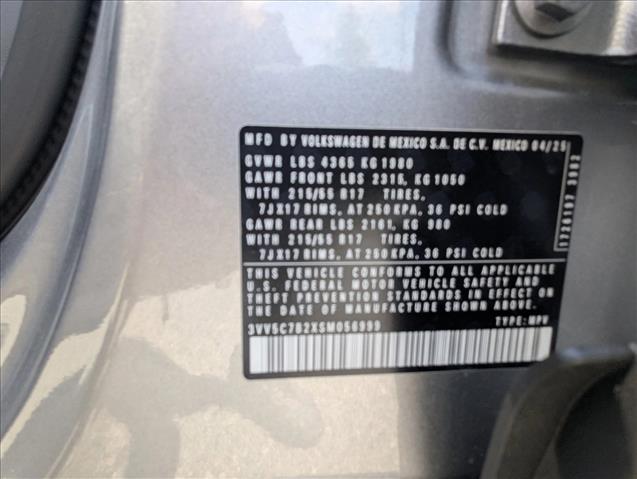 MFD BY VOLKSWAGEN DE MEXICO S.A. DE C.V. MEXICO 04/25
GVWR LBS 4365 KG 1980
GAWR FRONT LBS 2315, KG 1050
WITH 215/55 R17 TIRES,
7JX17 RIMS, AT 250 KPA, 36 PSI COLD
GAWR REAR LBS 2161, KG 980
WITH 215/55 R17 TIRES,
7JX17 RIMS, AT 250 KPA, 36 PSI COLD
THIS VEHICLE CONFORMS TO ALL APPLICABLE
U.S. FEDERAL MOTOR VEHICLE SAFETY AND
THEFT PREVENTION STANDARDS IN EFFECT ON
THE DATE OF MANUFACTURE SHOWN ABOVE.
3VV5C7B2XSM056999 TYPE: MPV